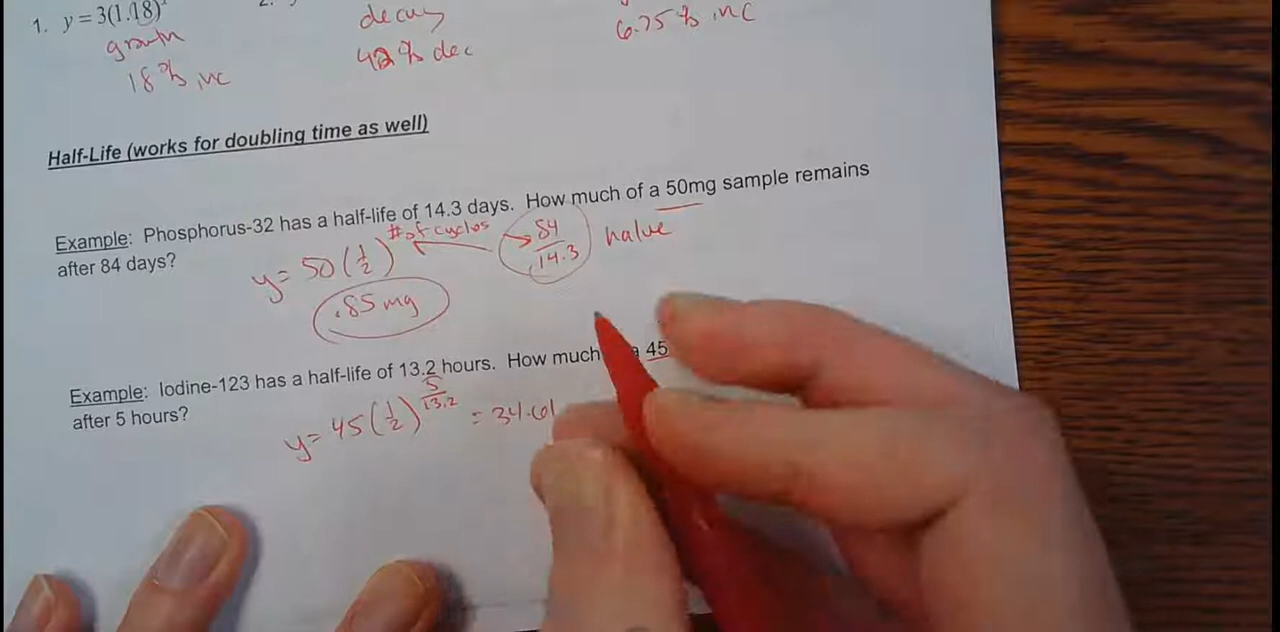 1. y = 3(1.18)
growth
18% inc
2.
decay
42% dec
6.75% inc
Half-Life (works for doubling time as well)
Example: Phosphorus-32 has a half-life of 14.3 days. How much of a 50mg sample remains
after 84 days?
# of cycles
84
14.3
halve
y = 50(1/2)
.85 mg
Example: Iodine-123 has a half-life of 13.2 hours. How much a 45
after 5 hours?
y = 45(1/2)^5/13.2 = 34.61